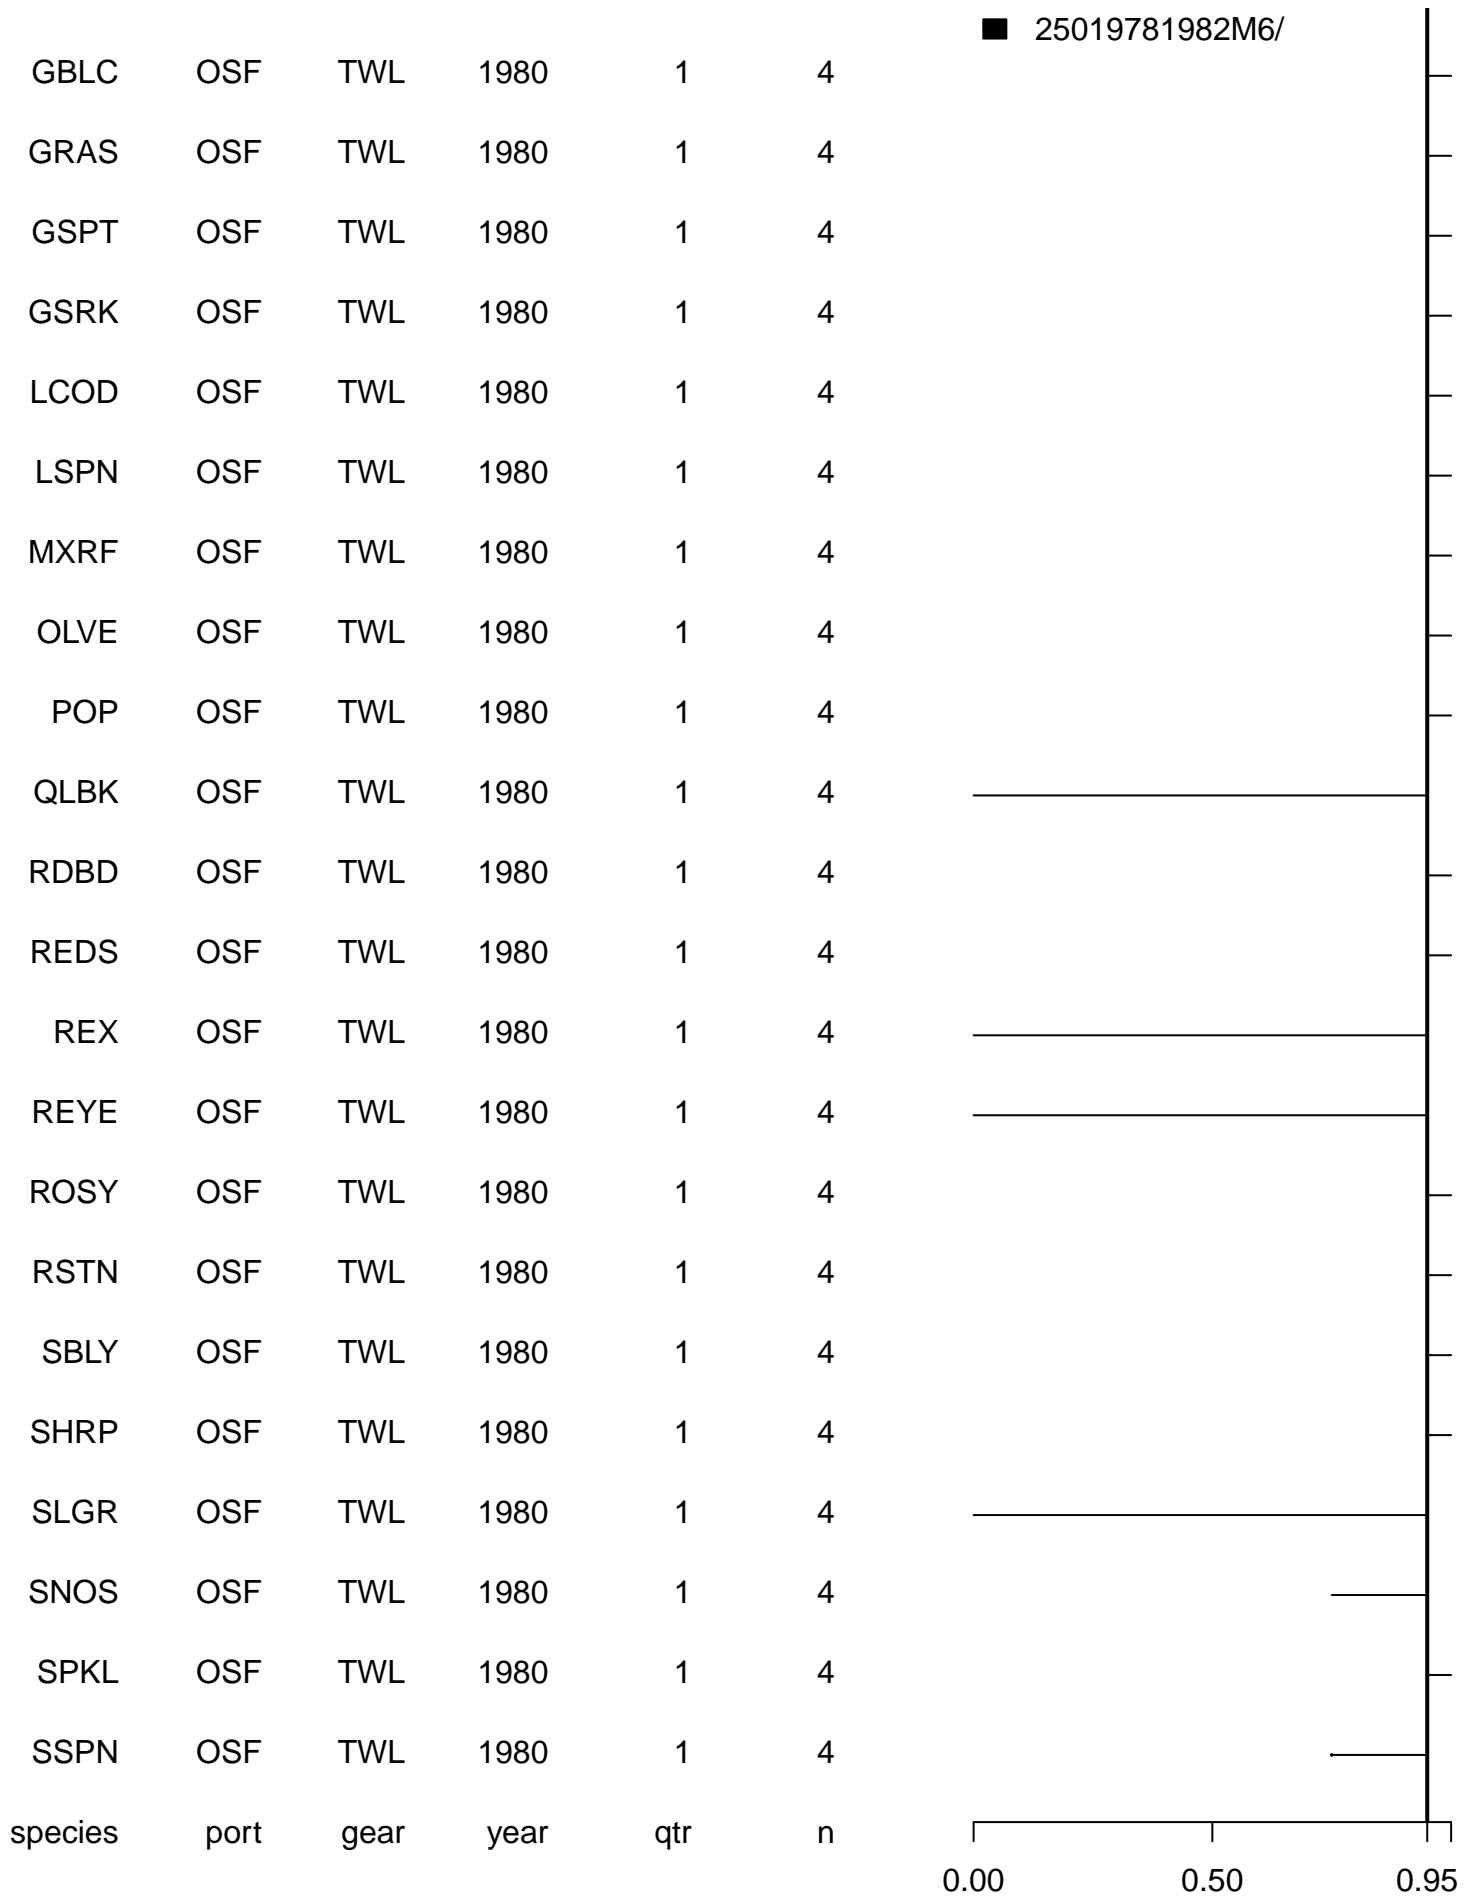 25019781982M6/
GBLC OSF TWL 1980 1 4
GRAS OSF TWL 1980 1 4
GSPT OSF TWL 1980 1 4
GSRK OSF TWL 1980 1 4
LCOD OSF TWL 1980 1 4
LSPN OSF TWL 1980 1 4
MXRF OSF TWL 1980 1 4
OLVE OSF TWL 1980 1 4
POP OSF TWL 1980 1 4
QLBK OSF TWL 1980 1 4
RDBD OSF TWL 1980 1 4
REDS OSF TWL 1980 1 4
REX OSF TWL 1980 1 4
REYE OSF TWL 1980 1 4
ROSY OSF TWL 1980 1 4
RSTN OSF TWL 1980 1 4
SBLY OSF TWL 1980 1 4
SHRP OSF TWL 1980 1 4
SLGR OSF TWL 1980 1 4
SNOS OSF TWL 1980 1 4
SPKL OSF TWL 1980 1 4
SSPN OSF TWL 1980 1 4
species port gear year qtr n
0.00 0.50 0.95